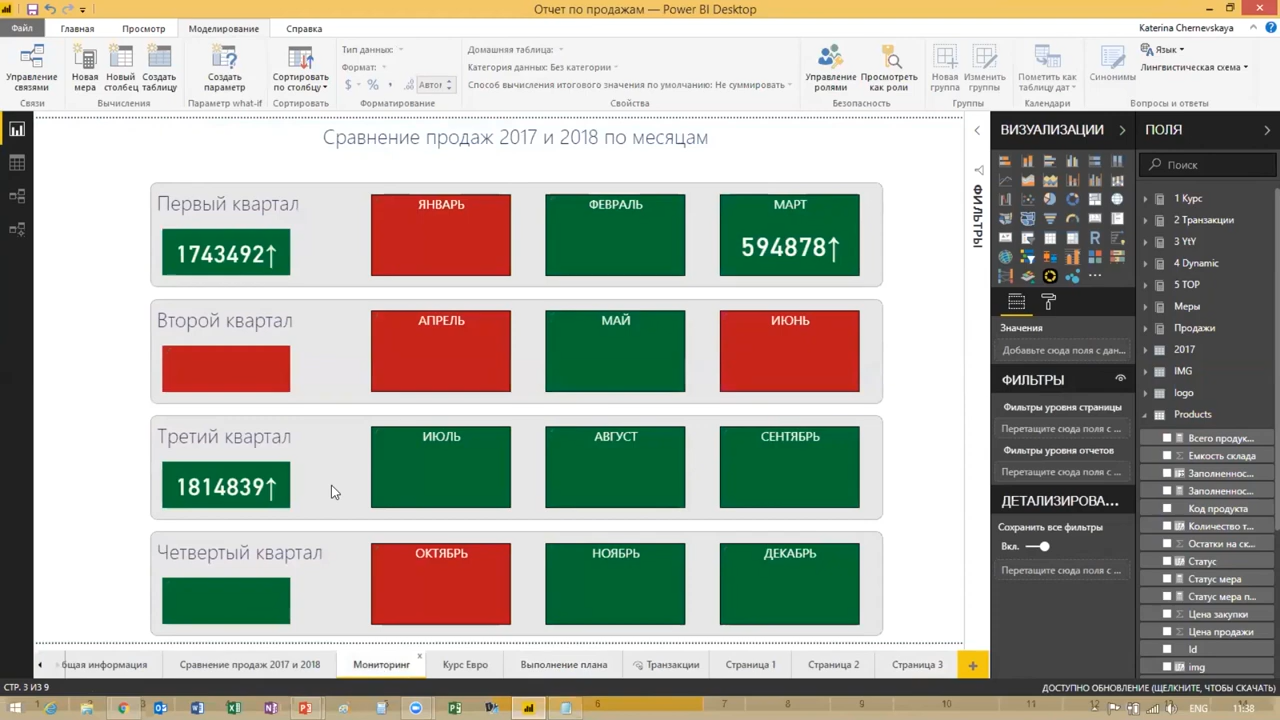 Отчет по продажам — Power BI Desktop
Файл
Главная
Просмотр
Моделирование
Справка
Katerina Chernevskaya
Управление связями
Связи
Новая мера
Новый столбец
Создать таблицу
Вычисления
Создать параметр
Параметр what-if
Сортировать по столбцу
Сортировать
Тип данных:
Формат:
$ % , Автог
Форматирование
Домашняя таблица:
Категория данных: Без категории
Способ вычисления итогового значения по умолчанию: Не суммировать
Свойства
Управление ролями
Просмотреть как роли
Безопасность
Новая группа
Изменить группы
Группы
Пометить как таблицу дат
Календари
Синонимы
Язык
Лингвистическая схема
Вопросы и ответы
Сравнение продаж 2017 и 2018 по месяцам
Первый квартал
1743492↑
ЯНВАРЬ
ФЕВРАЛЬ
МАРТ
594878↑
Второй квартал
АПРЕЛЬ
МАЙ
ИЮНЬ
Третий квартал
1814839↑
ИЮЛЬ
АВГУСТ
СЕНТЯБРЬ
Четвертый квартал
ОКТЯБРЬ
НОЯБРЬ
ДЕКАБРЬ
ФИЛЬТРЫ
ВИЗУАЛИЗАЦИИ
R
Значения
Добавьте сюда поля с дан...
ФИЛЬТРЫ
Фильтры уровня страницы
Перетащите сюда поля с ...
Фильтры уровня отчетов
Перетащите сюда поля с ...
ДЕТАЛИЗИРОВА...
Сохранить все фильтры
Вкл.
Перетащите сюда поля с ...
ПОЛЯ
Поиск
1 Курс
2 Транзакции
3 YtY
4 Dynamic
5 TOP
Меры
Продажи
2017
IMG
logo
Products
Всего продук...
Емкость склада
Заполненнос...
Заполненнос...
Код продукта
Количество т...
Остатки на ск...
Статус
Статус мера
Статус мера п...
Цена закупки
Цена продажи
Id
img
бщая информация
Сравнение продаж 2017 и 2018
Мониторинг
Курс Евро
Выполнение плана
Транзакции
Страница 1
Страница 2
Страница 3
СТР. 3 ИЗ 9
ДОСТУПНО ОБНОВЛЕНИЕ (ЩЕЛКНИТЕ, ЧТОБЫ СКАЧАТЬ)
ENG
11:38